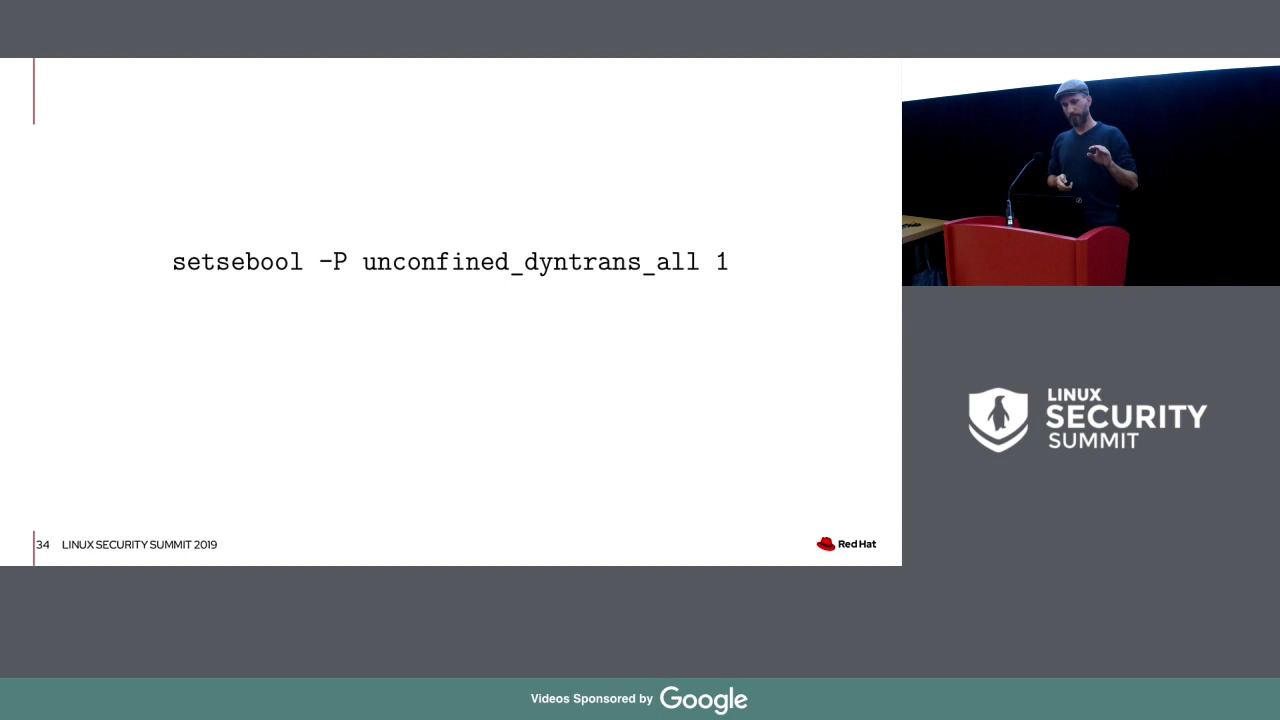 setsebool -P unconfined_dyntrans_all 1
34 LINUX SECURITY SUMMIT 2019
Red Hat
LINUX
SECURITY
SUMMIT
Videos Sponsored by Google